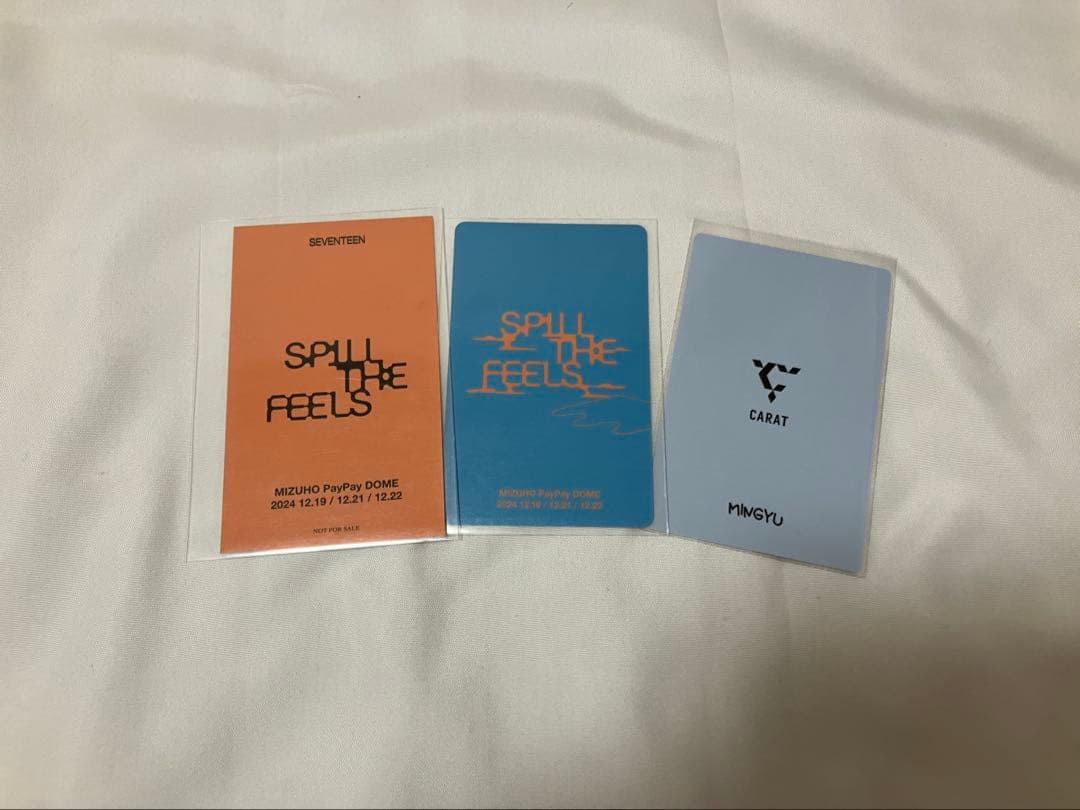 SEVENTEEN
SPILL
THE
FEELS
MIZUHO PayPay DOME
2024 12.19 / 12.21 / 12.22
NOT FOR SALE
SPILL
THE
FEELS
MIZUHO PayPay DOME
2024 12.19 / 12.21 / 12.22
CARAT
MINGYU